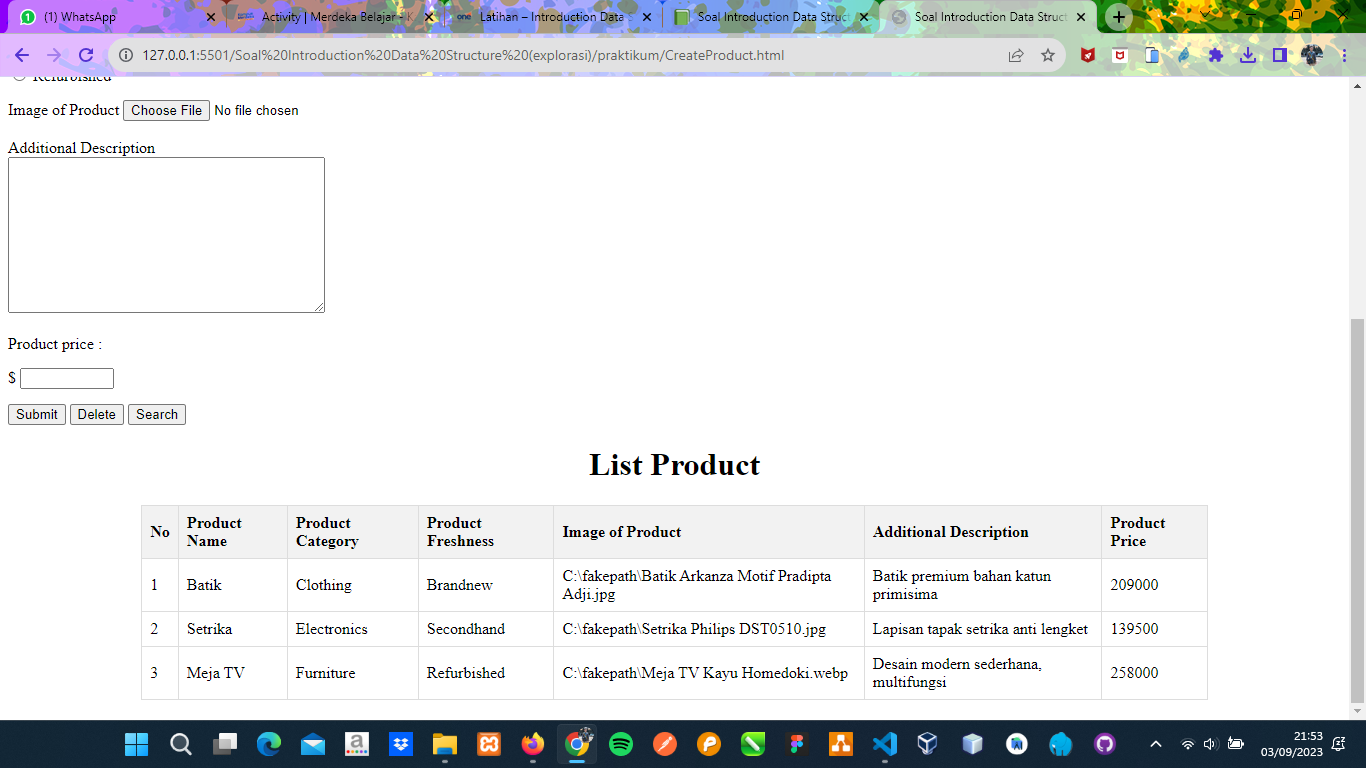 (1) WhatsApp
Activity | Merdeka Belajar - K
Latihan – Introduction Data S
Soal Introduction Data Struct
Soal Introduction Data Struct
127.0.0.1:5501/Soal%20Introduction%20Data%20Structure%20(explorasi)/praktikum/CreateProduct.html
Refurbished
Image of Product Choose File No file chosen
Additional Description
Product price :
$
Submit Delete Search
List Product
No Product Name Product Category Product Freshness Image of Product Additional Description Product Price
1 Batik Clothing Brandnew C:\fakepath\Batik Arkanza Motif Pradipta Adji.jpg Batik premium bahan katun primisima 209000
2 Setrika Electronics Secondhand C:\fakepath\Setrika Philips DST0510.jpg Lapisan tapak setrika anti lengket 139500
3 Meja TV Furniture Refurbished C:\fakepath\Meja TV Kayu Homedoki.webp Desain modern sederhana, multifungsi 258000
21:53
03/09/2023